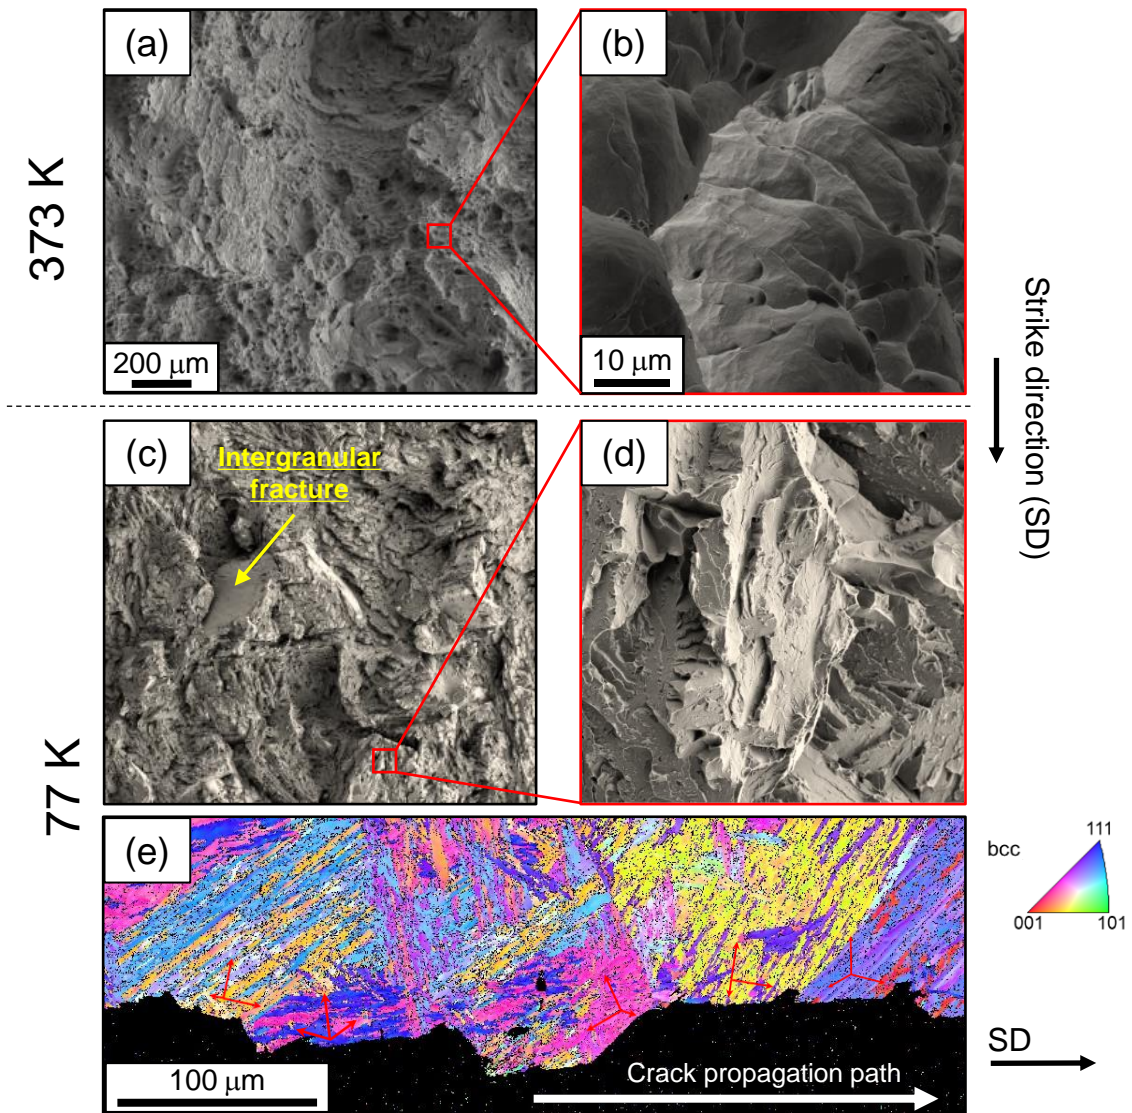 373 K
(a)
200 μm
(b)
10 μm
Strike direction (SD)
77 K
(c)
Intergranular
fracture
(d)
(e)
100 μm
Crack propagation path
bcc
111
001
101
SD